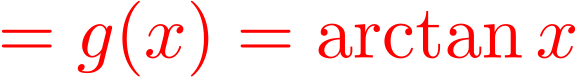 = g(x) = arctan x